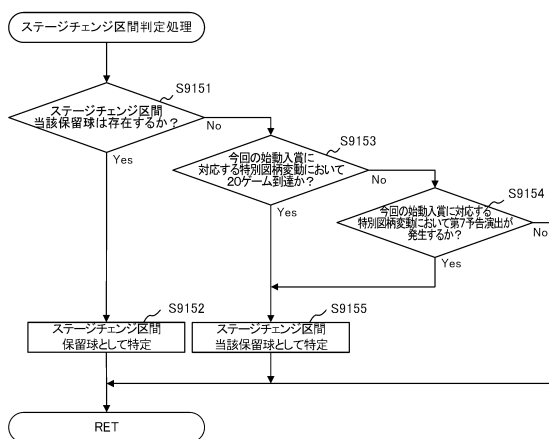 ステージチェンジ区間判定処理
S9151
ステージチェンジ区間
当該保留球は存在するか?
No
Yes
S9153
今回の始動入賞に
対応する特別図柄変動において
20ゲーム到達か?
No
Yes
S9154
今回の始動入賞に対応する
特別図柄変動において第7予告演出が
発生するか?
No
Yes
S9152
ステージチェンジ区間
保留球として特定
S9155
ステージチェンジ区間
当該保留球として特定
RET